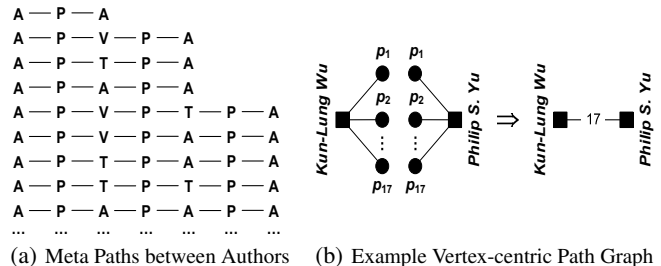 A — P — A
A — P — V — P — A
A — P — T — P — A
A — P — A — P — A
A — P — V — P — T — P — A
A — P — V — P — A — P — A
A — P — T — P — A — P — A
A — P — T — P — T — P — A
A — P — A — P — A — P — A
... ... ... ... ... ... ...
(a) Meta Paths between Authors
Kun-Lung Wu
p1 p1
p2 p2
p17 p17
Philip S. Yu
⇒
Kun-Lung Wu
17
Philip S. Yu
(b) Example Vertex-centric Path Graph